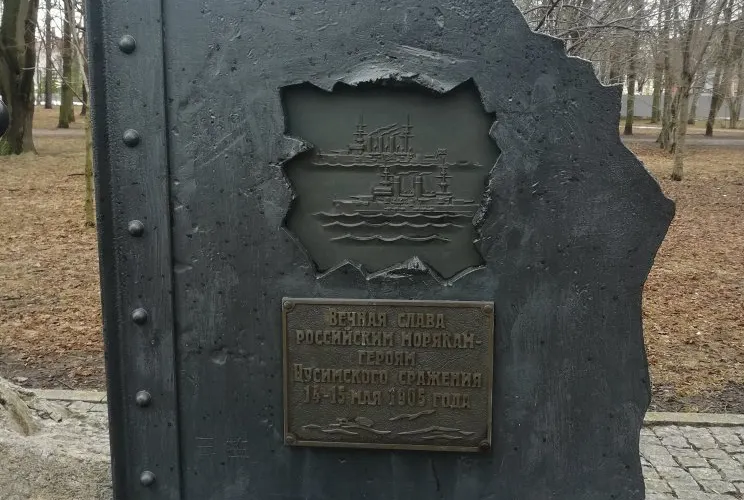 Вечная слава
российским морякам-
героям
Цусимского сражения
14-15 мая 1905 года